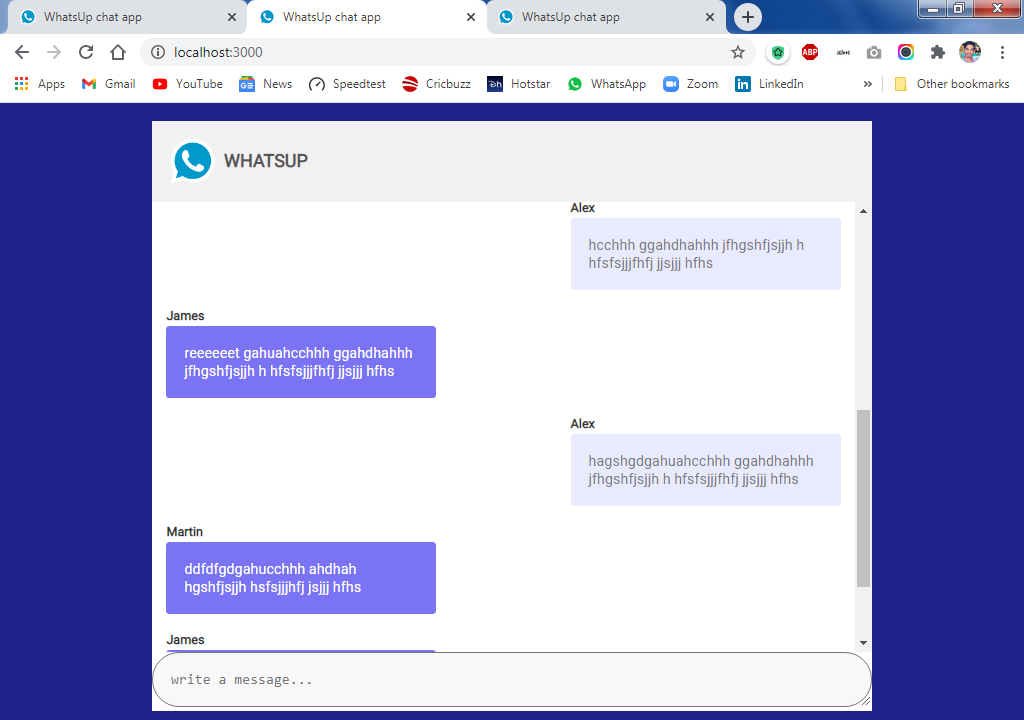 WhatsUp chat app
WhatsUp chat app
WhatsUp chat app
localhost:3000
ABP
Apps
Gmail
YouTube
News
Speedtest
Cricbuzz
Hotstar
WhatsApp
Zoom
LinkedIn
Other bookmarks
WHATSUP
Alex
hcchhh ggahdhahhh jfhgshfjsjjh h
hfsfsjjjfhfj jjsjjj hfhs
James
reeeeeet gahuahcchhh ggahdhahhh
jfhgshfjsjjh h hfsfsjjjfhfj jjsjjj hfhs
Alex
hagshgdgahuahcchhh ggahdhahhh
jfhgshfjsjjh h hfsfsjjjfhfj jjsjjj hfhs
Martin
ddfdfgdgahucchhh ahdhah
hgshfjsjjh hsfsjjjhfj jsjjj hfhs
James
write a message...